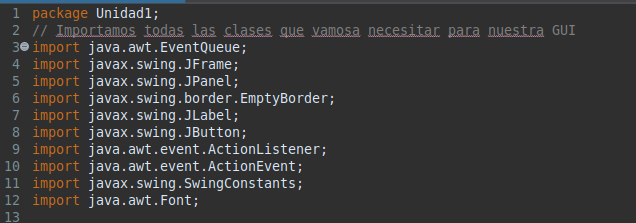 1 package Unidad1;
2 // Importamos todas las clases que vamosa necesitar para nuestra GUI
3 import java.awt.EventQueue;
4 import javax.swing.JFrame;
5 import javax.swing.JPanel;
6 import javax.swing.border.EmptyBorder;
7 import javax.swing.JLabel;
8 import javax.swing.JButton;
9 import java.awt.event.ActionListener;
10 import java.awt.event.ActionEvent;
11 import javax.swing.SwingConstants;
12 import java.awt.Font;
13